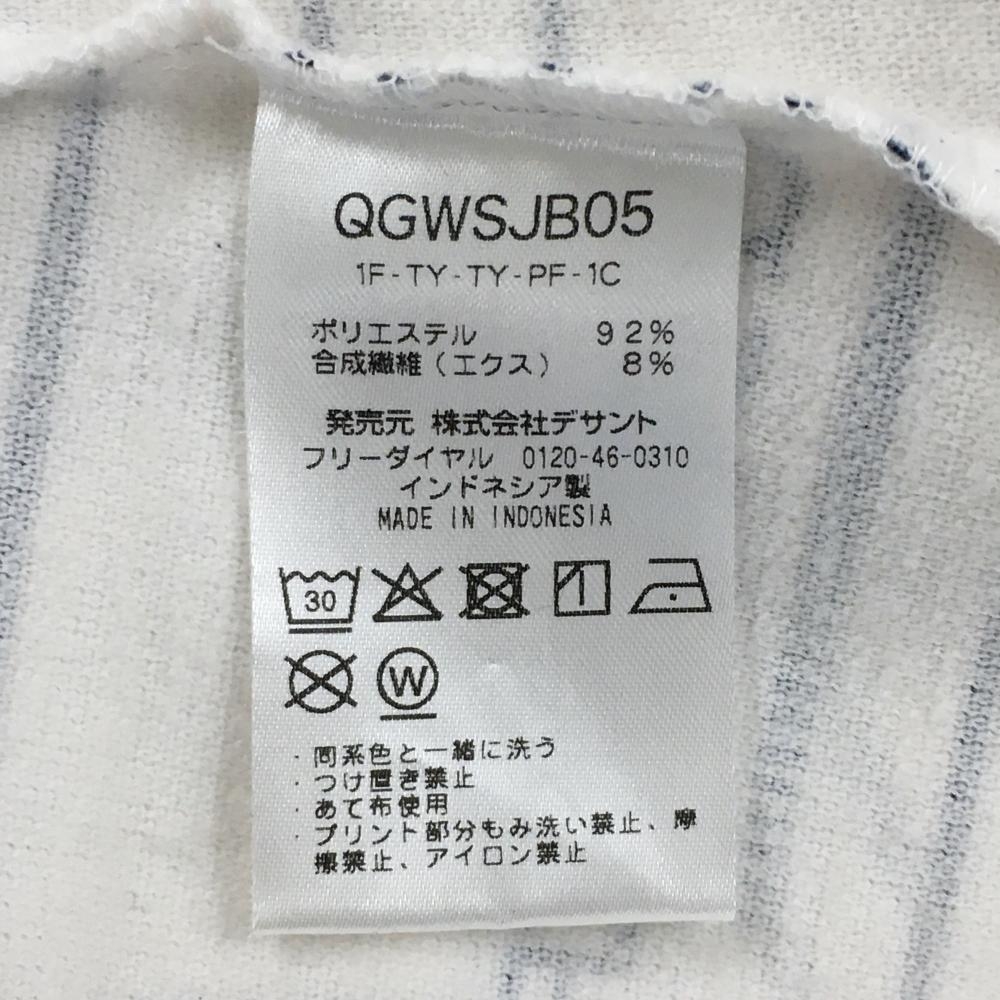 QGWSJB05
1F-TY-TY-PF-1C
ポリエステル 92%
合成繊維(エクス) 8%
発売元 株式会社デサント
フリーダイヤル 0120-46-0310
インドネシア製
MADE IN INDONESIA
30 1
W
・同系色と一緒に洗う
・つけ置き禁止
・あて布使用
・プリント部分もみ洗い禁止、摩
擦禁止、アイロン禁止